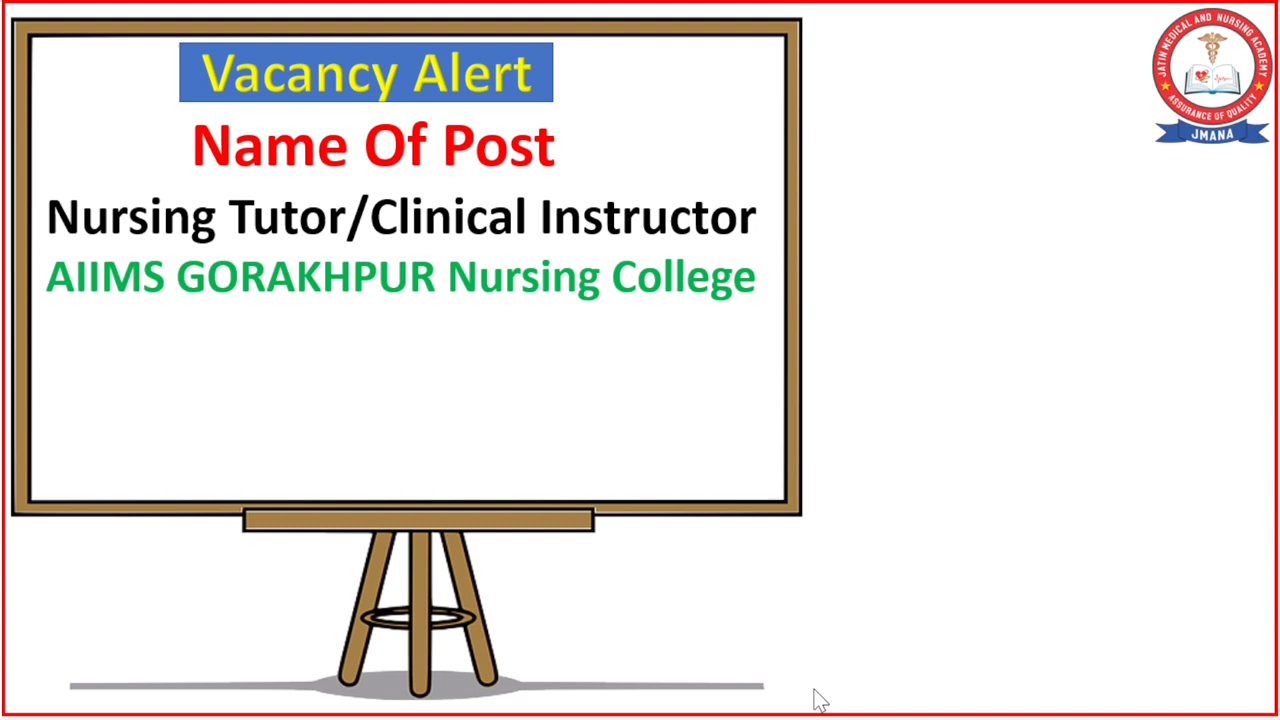 Vacancy Alert
Name Of Post
Nursing Tutor/Clinical Instructor
AIIMS GORAKHPUR Nursing College
JATIN MEDICAL AND NURSING ACADEMY
ASSURANCE OF QUALITY
JMANA